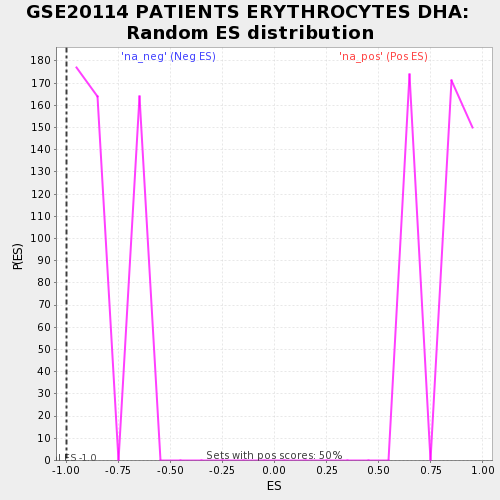 GSE20114 PATIENTS ERYTHROCYTES DHA:
Random ES distribution
'na_neg' (Neg ES)
'na_pos' (Pos ES)
180
170
160
150
140
130
120
110
100
90
80
70
60
50
40
30
20
10
0
P(ES)
ES -1.0
Sets with pos scores: 50%
-1.00 -0.75 -0.50 -0.25 0.00 0.25 0.50 0.75 1.00
ES